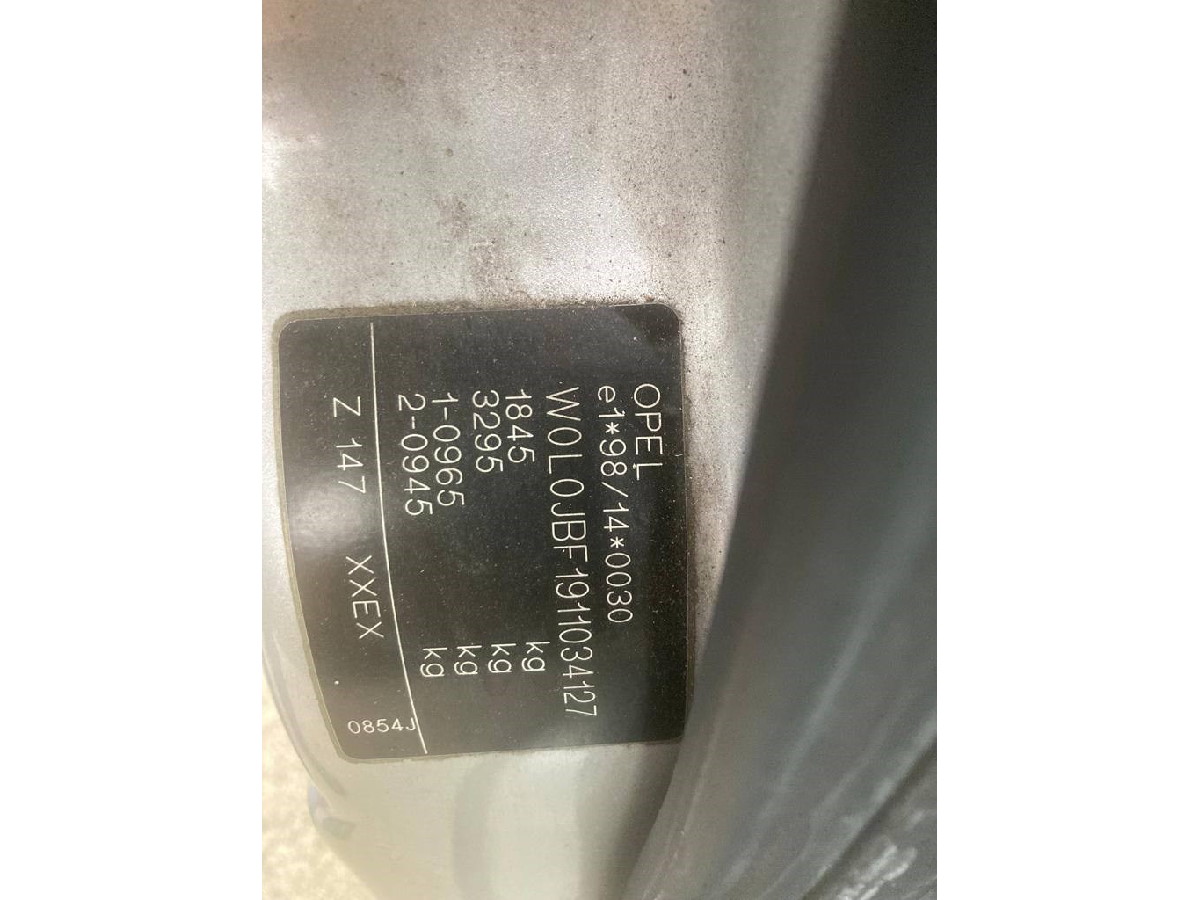 OPEL
e1*98/14*0030
W0L0JBF1911034127
1845 kg
3295 kg
1-0965 kg
2-0945 kg
Z 147 XXEX
0854J